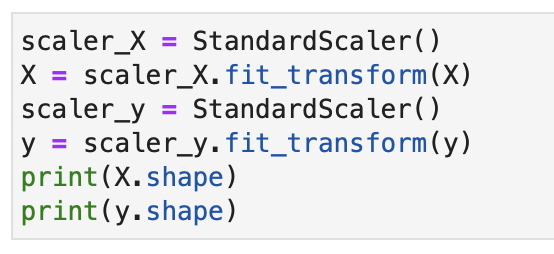 scaler_X = StandardScaler()
X = scaler_X.fit_transform(X)
scaler_y = StandardScaler()
y = scaler_y.fit_transform(y)
print(X.shape)
print(y.shape)